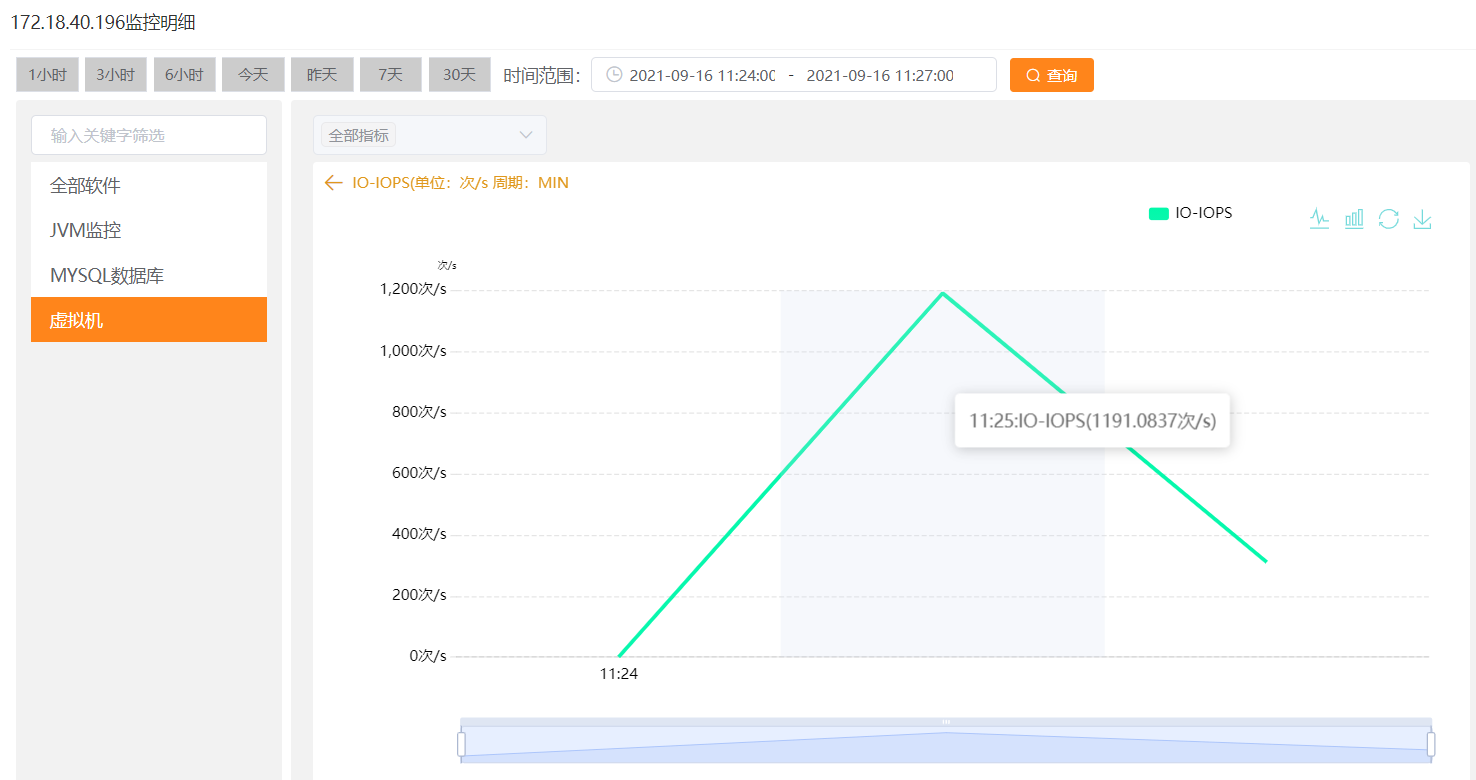 172.18.40.196监控明细
1小时 3小时 6小时 今天 昨天 7天 30天 时间范围： 2021-09-16 11:24:00 - 2021-09-16 11:27:00 查询
输入关键字筛选
全部软件
JVM监控
MYSQL数据库
虚拟机
全部指标
IO-IOPS(单位：次/s 周期：MIN
IO-IOPS
次/s
1,200次/s
1,000次/s
800次/s
600次/s
400次/s
200次/s
0次/s
11:25:IO-IOPS(1191.0837次/s)
11:24